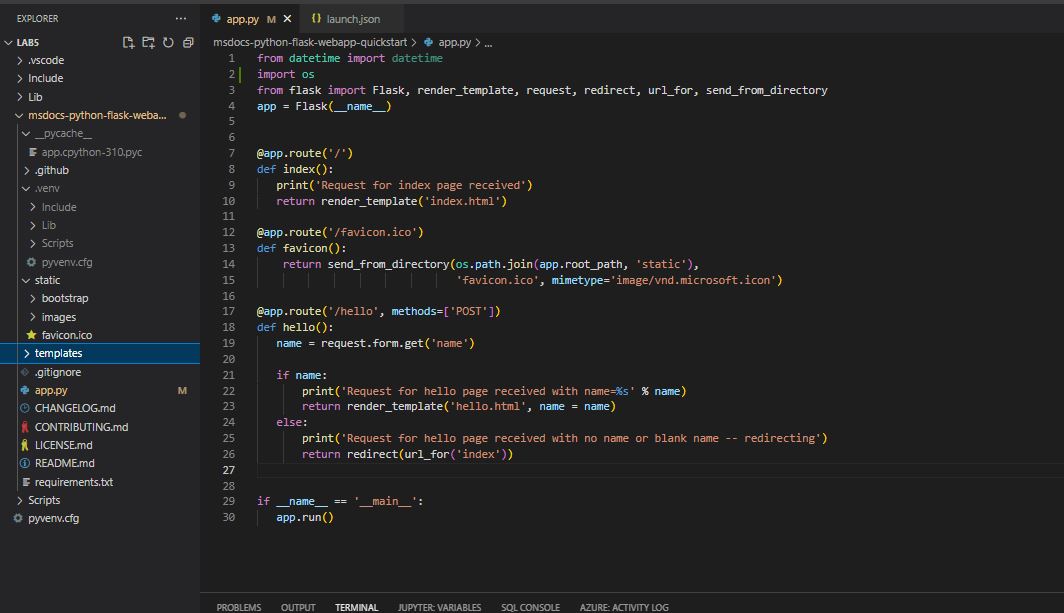 EXPLORER ...
LABS
.vscode
Include
Lib
msdocs-python-flask-weba...
__pycache__
app.cpython-310.pyc
.github
.venv
Include
Lib
Scripts
pyvenv.cfg
static
bootstrap
images
favicon.ico
templates
.gitignore
app.py M
CHANGELOG.md
CONTRIBUTING.md
LICENSE.md
README.md
requirements.txt
Scripts
pyvenv.cfg
app.py M × {} launch.json
msdocs-python-flask-webapp-quickstart > app.py > ...
1 from datetime import datetime
2 import os
3 from flask import Flask, render_template, request, redirect, url_for, send_from_directory
4 app = Flask(__name__)
5
6
7 @app.route('/')
8 def index():
9 print('Request for index page received')
10 return render_template('index.html')
11
12 @app.route('/favicon.ico')
13 def favicon():
14 return send_from_directory(os.path.join(app.root_path, 'static'),
15 'favicon.ico', mimetype='image/vnd.microsoft.icon')
16
17 @app.route('/hello', methods=['POST'])
18 def hello():
19 name = request.form.get('name')
20
21 if name:
22 print('Request for hello page received with name=%s' % name)
23 return render_template('hello.html', name = name)
24 else:
25 print('Request for hello page received with no name or blank name -- redirecting')
26 return redirect(url_for('index'))
27
28
29 if __name__ == '__main__':
30 app.run()
PROBLEMS OUTPUT TERMINAL JUPYTER: VARIABLES SQL CONSOLE AZURE: ACTIVITY LOG